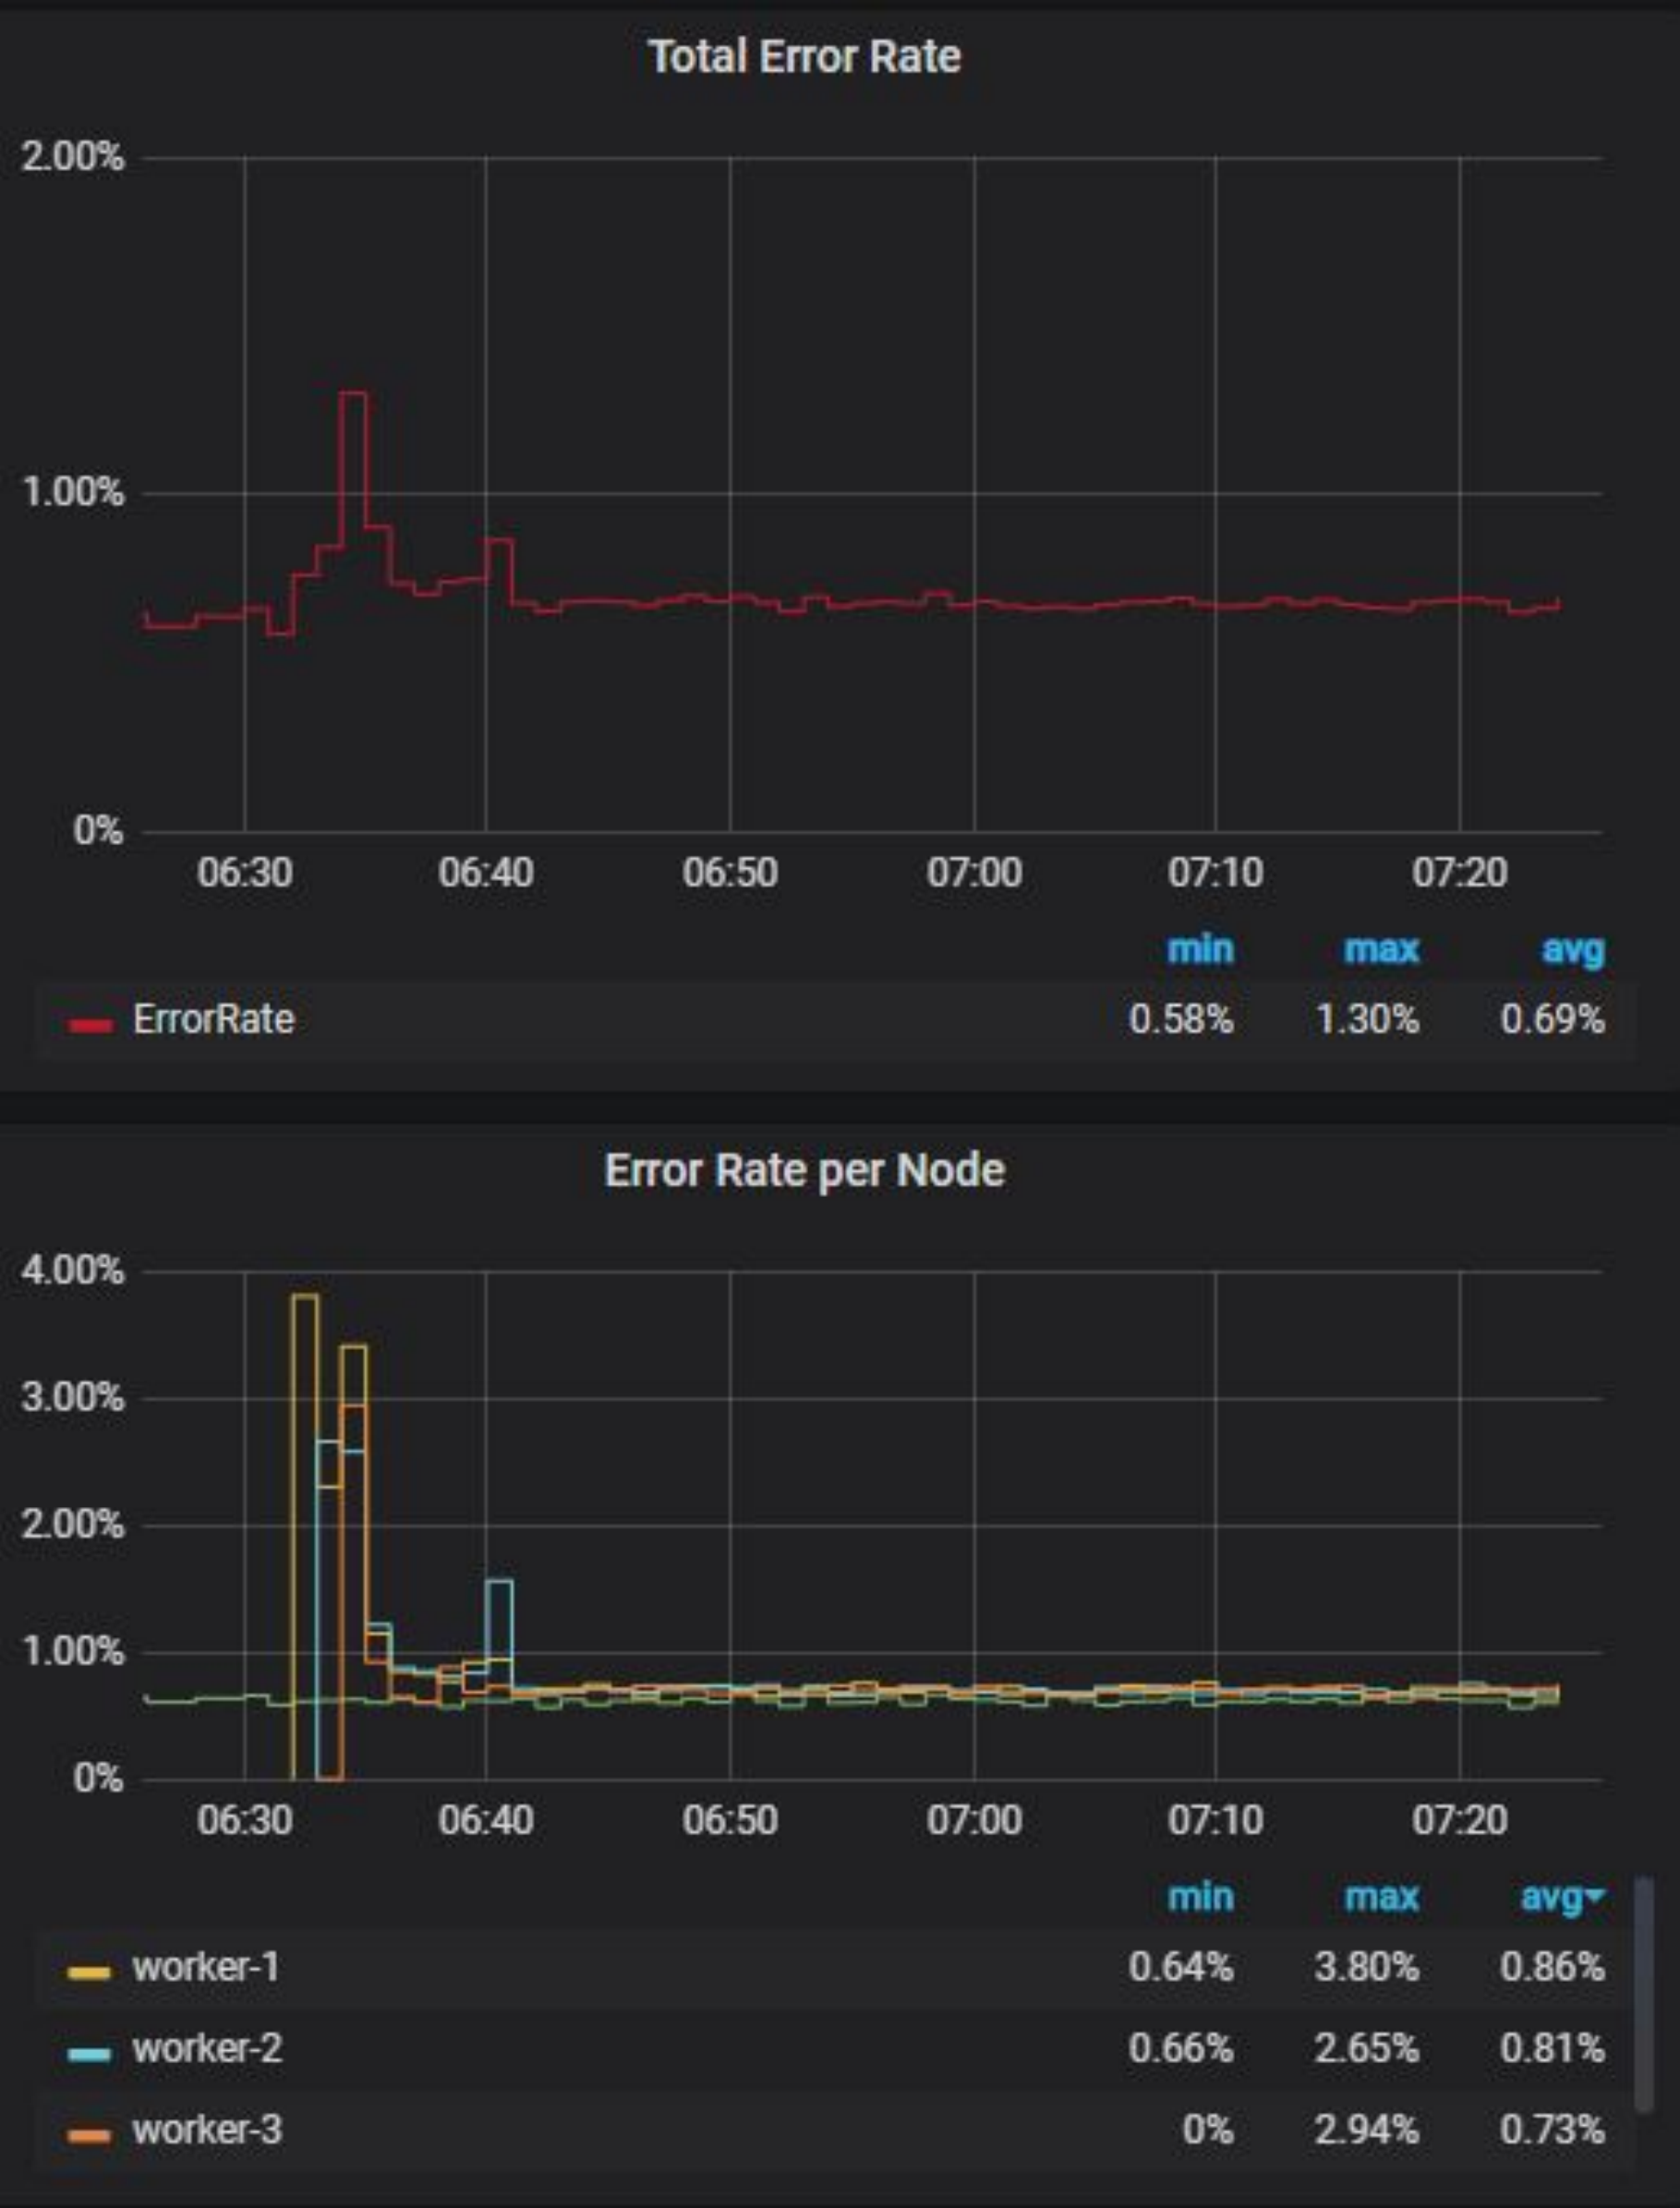 Total Error Rate
2.00%
1.00%
0%
06:30 06:40 06:50 07:00 07:10 07:20
min max avg
ErrorRate 0.58% 1.30% 0.69%
Error Rate per Node
4.00%
3.00%
2.00%
1.00%
0%
06:30 06:40 06:50 07:00 07:10 07:20
min max avg
worker-1 0.64% 3.80% 0.86%
worker-2 0.66% 2.65% 0.81%
worker-3 0% 2.94% 0.73%